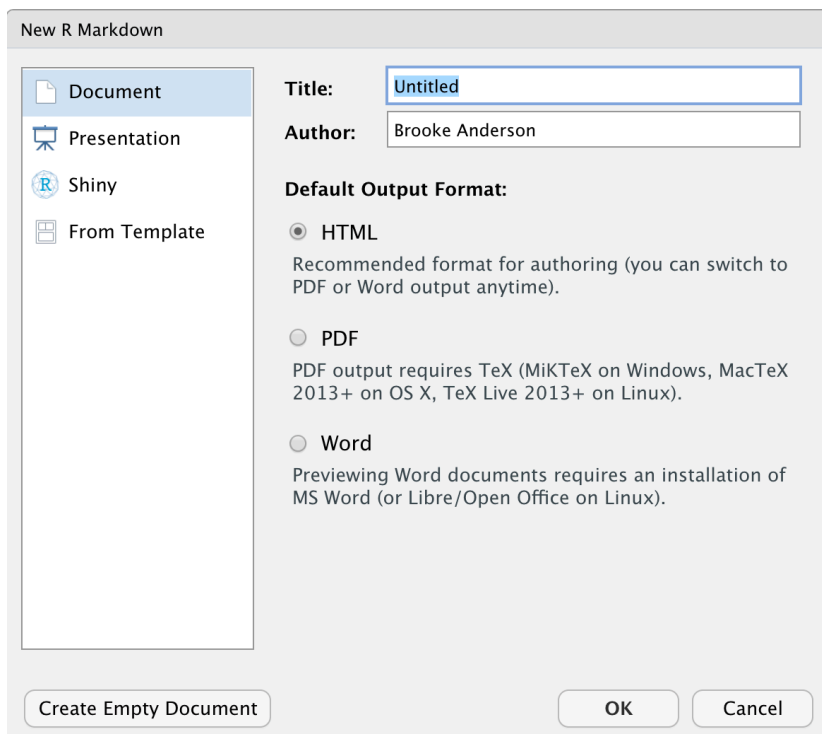 New R Markdown
Document
Presentation
R
Shiny
From Template
Title:
Untitled
Author:
Brooke Anderson
Default Output Format:
HTML
Recommended format for authoring (you can switch to
PDF or Word output anytime).
PDF
PDF output requires TeX (MiKTeX on Windows, MacTeX
2013+ on OS X, TeX Live 2013+ on Linux).
Word
Previewing Word documents requires an installation of
MS Word (or Libre/Open Office on Linux).
Create Empty Document
OK
Cancel